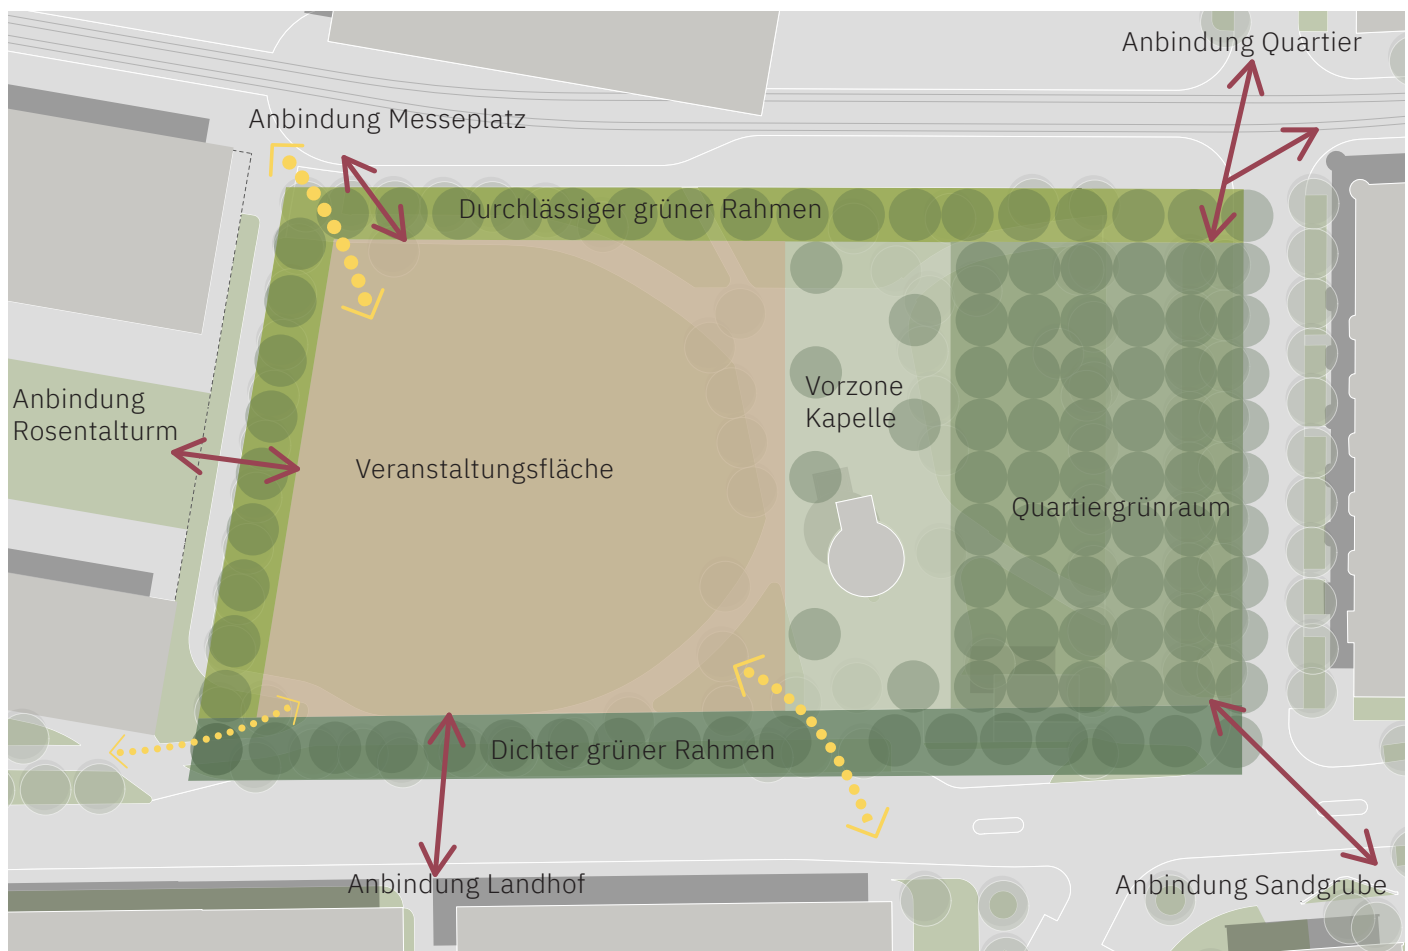 Anbindung Quartier
Anbindung Messeplatz
Durchlässiger grüner Rahmen
Anbindung
Rosentalturm
Vorzone
Kapelle
Veranstaltungsfläche
Quartiergrünraum
Dichter grüner Rahmen
Anbindung Landhof
Anbindung Sandgrube